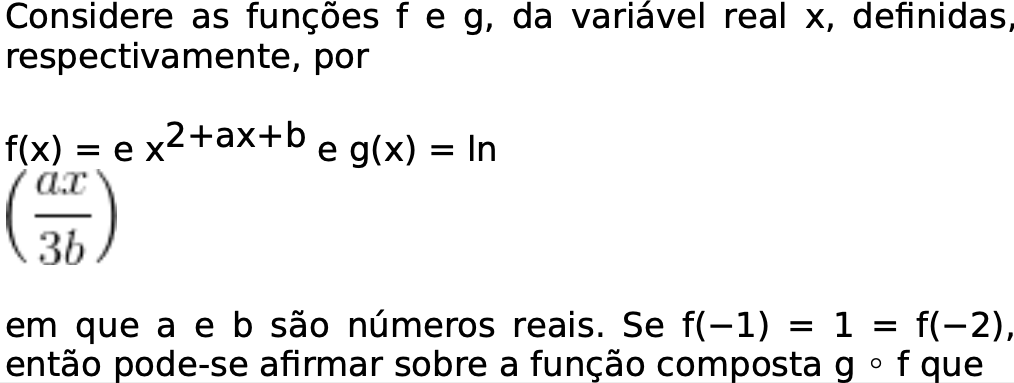 Considere as funções f e g, da variável real x, definidas,
respectivamente, por
f(x) = e x^{2+ax+b} e g(x) = ln
\left(\frac{ax}{3b}\right)
em que a e b são números reais. Se f(−1) = 1 = f(−2),
então pode-se afirmar sobre a função composta g ◦ f que